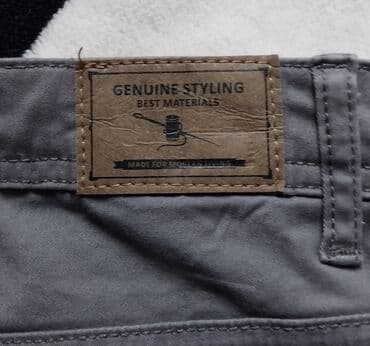 GENUINE STYLING
BEST MATERIALS
MADE FOR MODERN LIVING